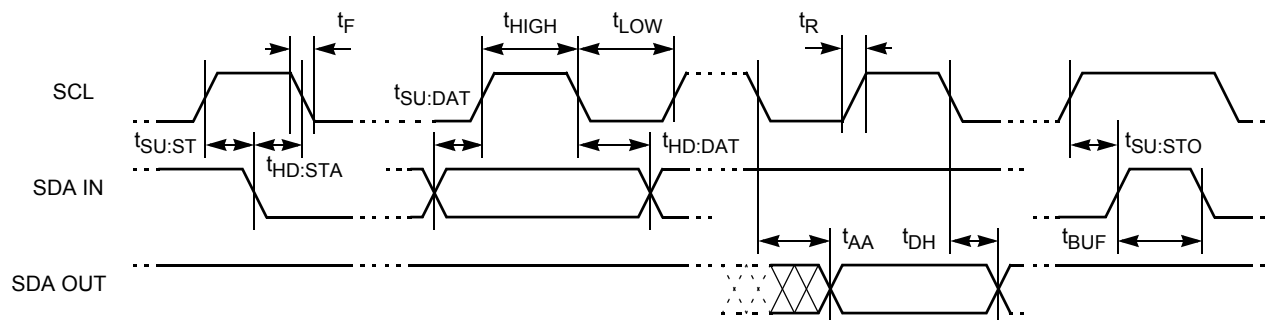 tF
tHIGH
tLOW
tR
SCL
tSU:DAT
tSU:ST
tHD:STA
tHD:DAT
tSU:STO
SDA IN
tAA
tDH
tBUF
SDA OUT